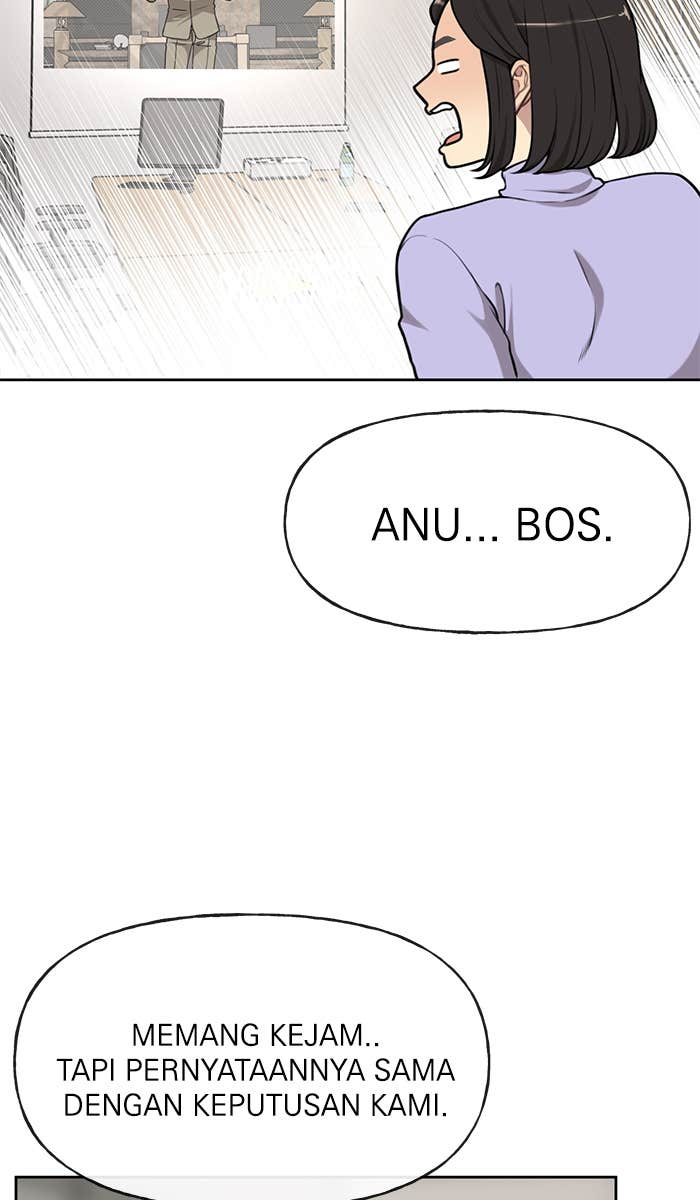 ANU... BOS.
MEMANG KEJAM..
TAPI PERNYATAANNYA SAMA
DENGAN KEPUTUSAN KAMI.